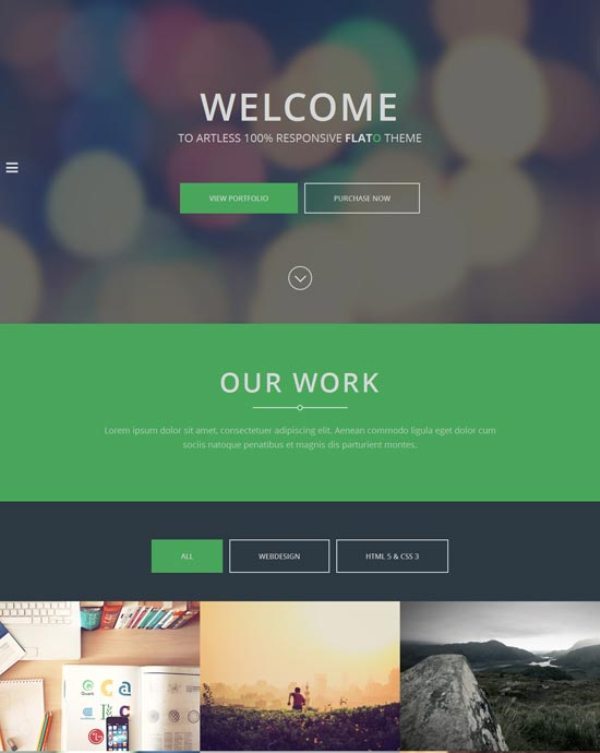 WELCOME
TO ARTLESS 100% RESPONSIVE FLATO THEME
VIEW PORTFOLIO
PURCHASE NOW
OUR WORK
Lorem ipsum dolor sit amet, consectetuer adipiscing elit. Aenean commodo ligula eget dolor cum
sociis natoque penatibus et magnis dis parturient montes.
ALL
WEBDESIGN
HTML 5 & CSS 3
LG